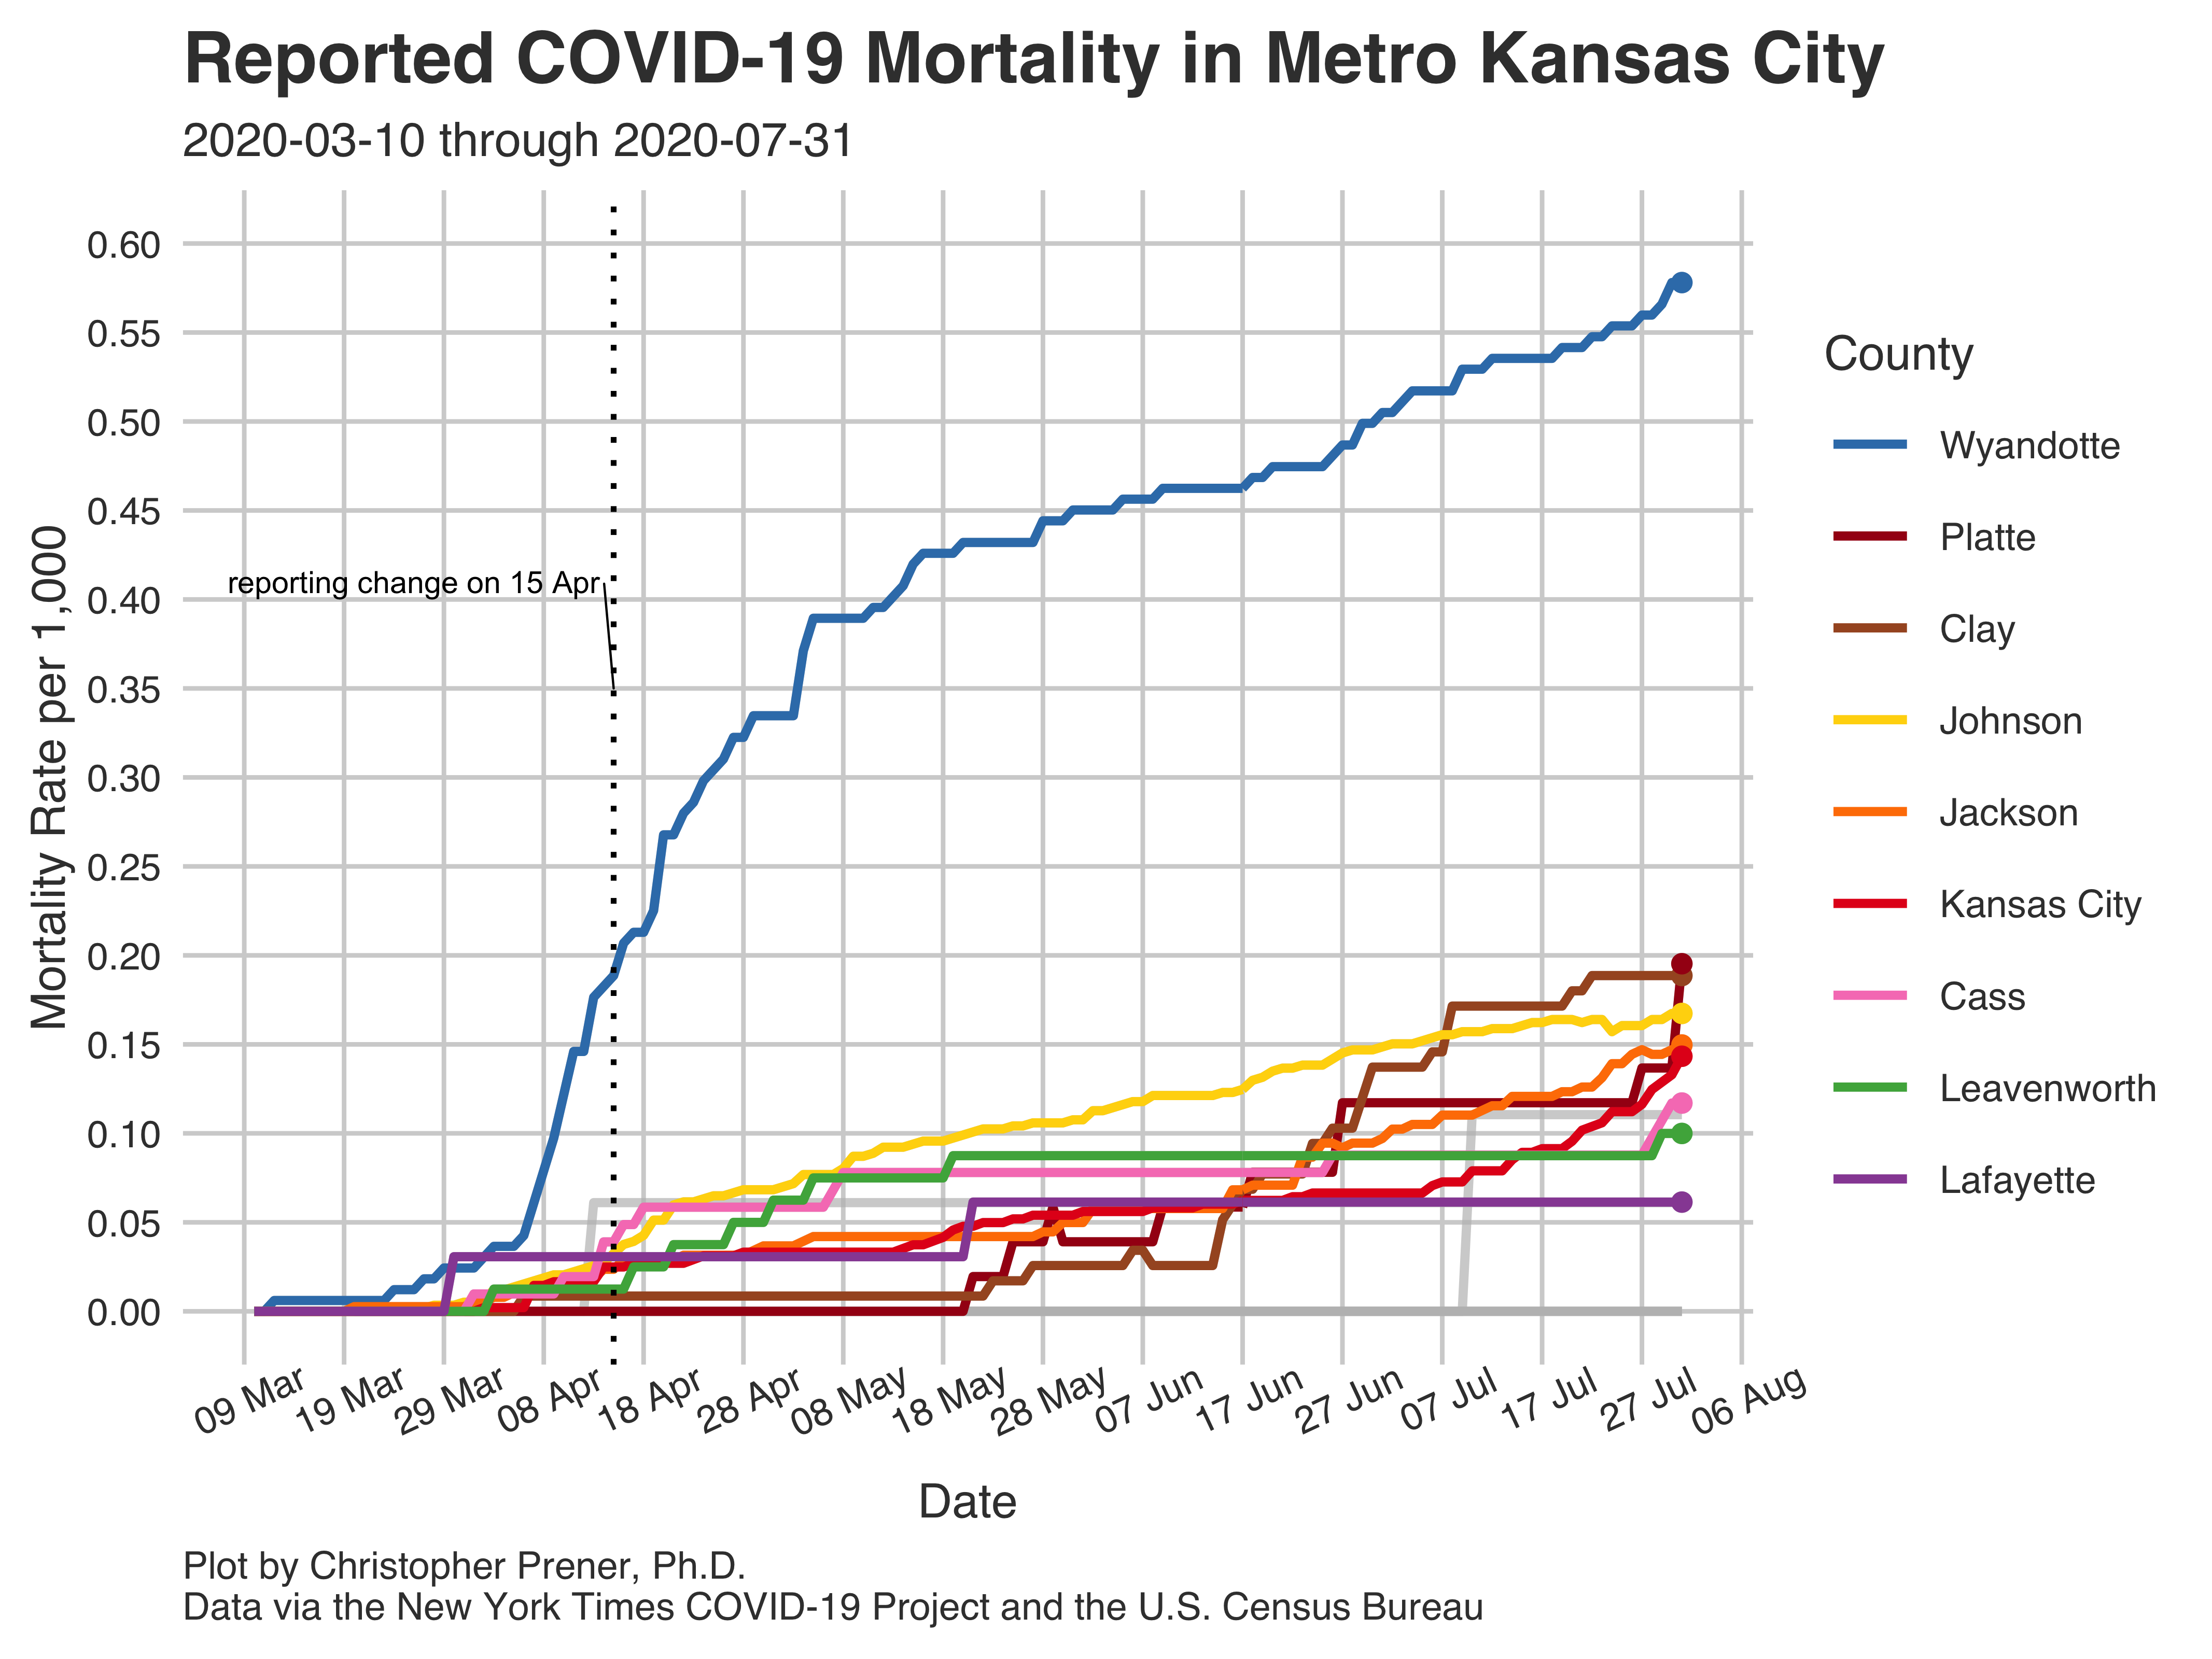 Reported COVID-19 Mortality in Metro Kansas City
2020-03-10 through 2020-07-31
Mortality Rate per 1,000
0.60
0.55
0.50
0.45
0.40
0.35
0.30
0.25
0.20
0.15
0.10
0.05
0.00
reporting change on 15 Apr
County
Wyandotte
Platte
Clay
Johnson
Jackson
Kansas City
Cass
Leavenworth
Lafayette
09 Mar
19 Mar
29 Mar
08 Apr
18 Apr
28 Apr
08 May
18 May
28 May
07 Jun
17 Jun
27 Jun
07 Jul
17 Jul
27 Jul
06 Aug
Date
Plot by Christopher Prener, Ph.D.
Data via the New York Times COVID-19 Project and the U.S. Census Bureau